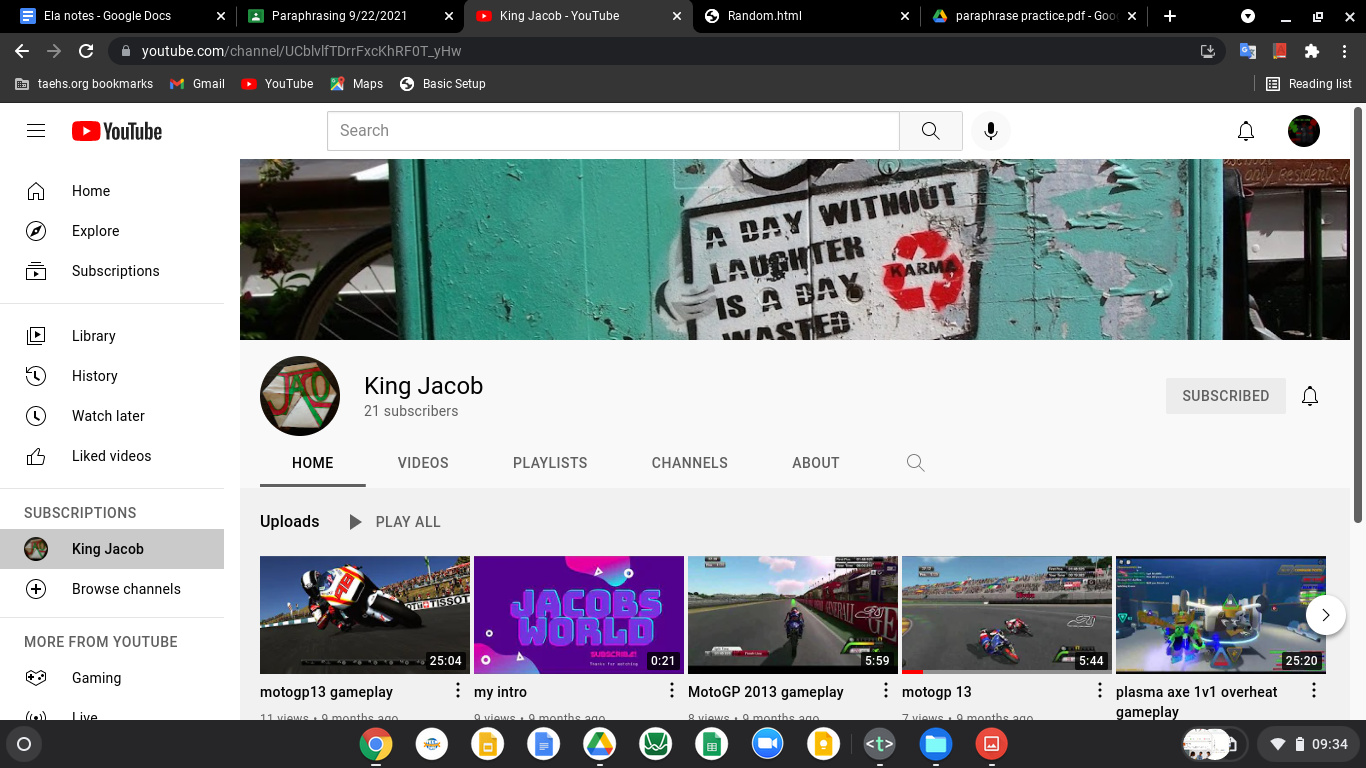 Ela notes - Google Docs
Paraphrasing 9/22/2021
King Jacob - YouTube
Random.html
paraphrase practice.pdf - Goo
youtube.com/channel/UCblvlfTDrrFxcKhRF0T_yHw
taehs.org bookmarks
Gmail
YouTube
Maps
Basic Setup
Reading list
YouTube
Search
Home
Explore
Subscriptions
Library
History
Watch later
Liked videos
SUBSCRIPTIONS
King Jacob
Browse channels
MORE FROM YOUTUBE
Gaming
Live
A DAY WITHOUT
LAUGHTER
IS A DAY
WASTED
KARMA
King Jacob
21 subscribers
SUBSCRIBED
HOME
VIDEOS
PLAYLISTS
CHANNELS
ABOUT
Uploads
PLAY ALL
TISSOT
25:04
JACOBS
WORLD
SUBSCRIBE!
Thanks for watching
0:21
5:59
5:44
25:20
motogp13 gameplay
11 views • 9 months ago
my intro
9 views • 9 months ago
MotoGP 2013 gameplay
8 views • 9 months ago
motogp 13
7 views • 9 months ago
plasma axe 1v1 overheat
gameplay
09:34